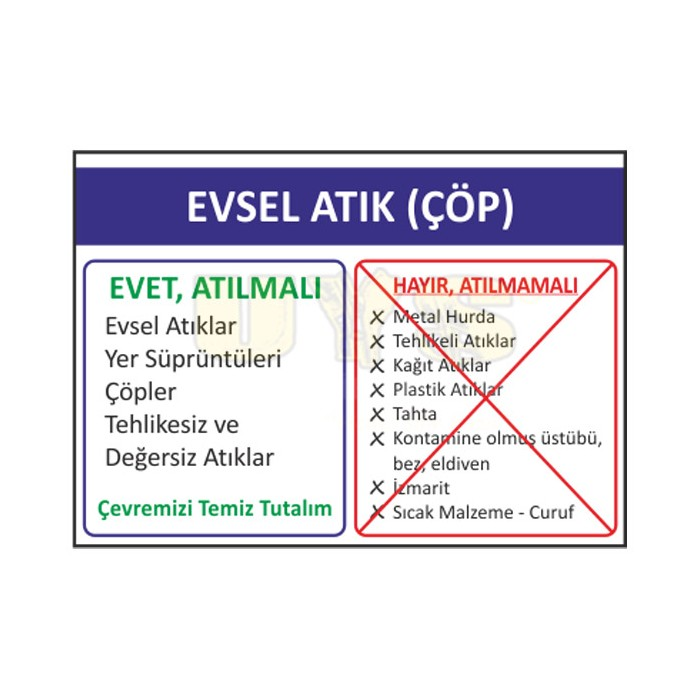 EVSEL ATIK (ÇÖP)
EVET, ATILMALI
Evsel Atıklar
Yer Süprüntüleri
Çöpler
Tehlikesiz ve
Değersiz Atıklar
Çevremizi Temiz Tutalım
HAYIR, ATILMAMALI
X Metal Hurda
X Tehlikeli Atıklar
X Kağıt Atıklar
X Plastik Atıklar
X Tahta
X Kontamine olmuş üstübü,
bez, eldiven
X İzmarit
X Sıcak Malzeme - Curuf
UYS